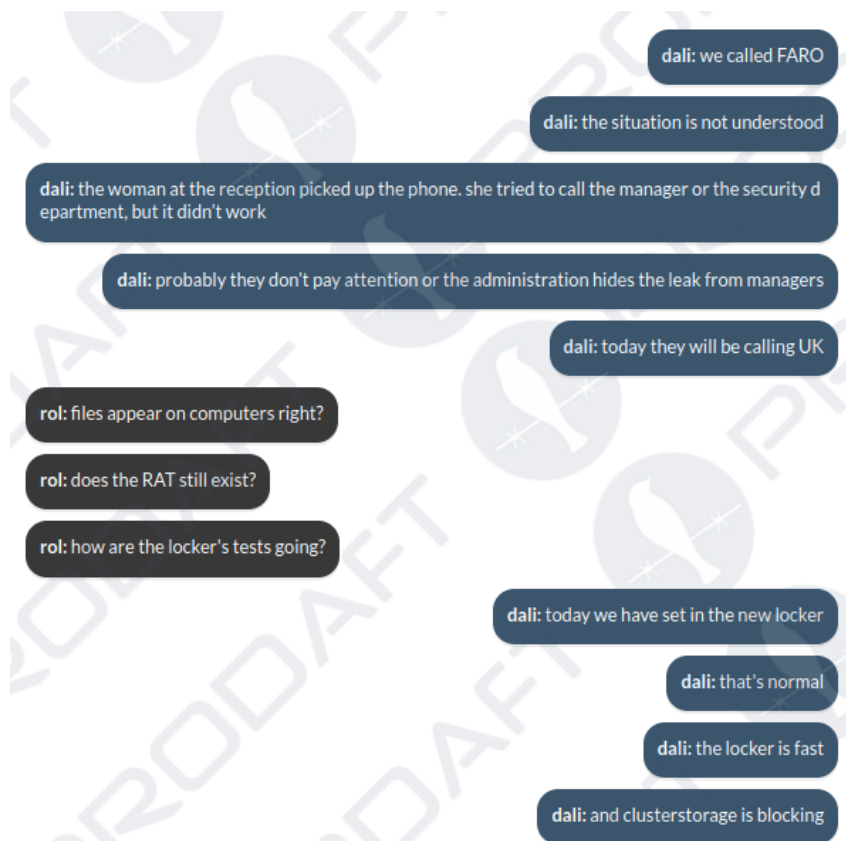 dali: we called FARO
dali: the situation is not understood
dali: the woman at the reception picked up the phone. she tried to call the manager or the security d
epartment, but it didn't work
dali: probably they don't pay attention or the administration hides the leak from managers
dali: today they will be calling UK
rol: files appear on computers right?
rol: does the RAT still exist?
rol: how are the locker's tests going?
dali: today we have set in the new locker
dali: that's normal
dali: the locker is fast
dali: and clusterstorage is blocking
PRODAFT